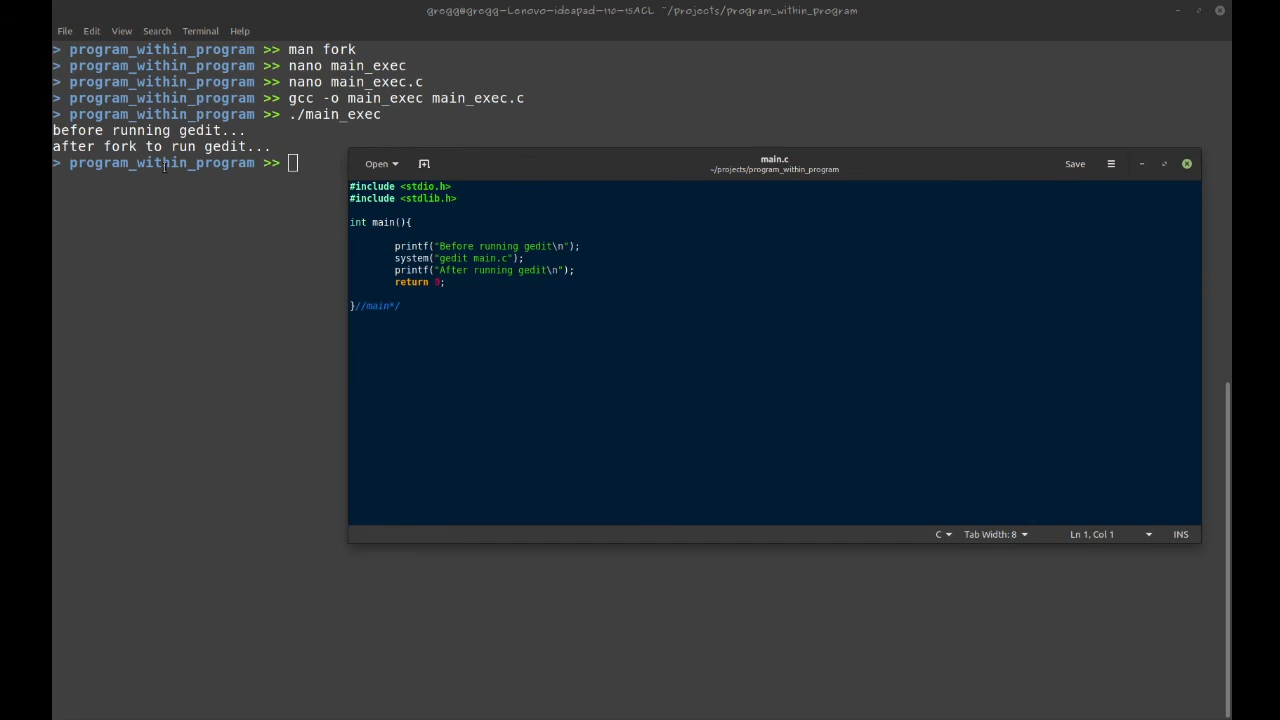 gregg@gregg-Lenovo-ideapad-110-15ACL ~/projects/program_within_program
File Edit View Search Terminal Help
> program_within_program >> man fork
> program_within_program >> nano main_exec
> program_within_program >> nano main_exec.c
> program_within_program >> gcc -o main_exec main_exec.c
> program_within_program >> ./main_exec
before running gedit...
after fork to run gedit...
> program_within_program >>
Open
main.c
~/projects/program_within_program
Save
#include <stdio.h>
#include <stdlib.h>
int main(){
printf("Before running gedit\n");
system("gedit main.c");
printf("After running gedit\n");
return 0;
}//main*/
C Tab Width: 8 Ln 1, Col 1 INS